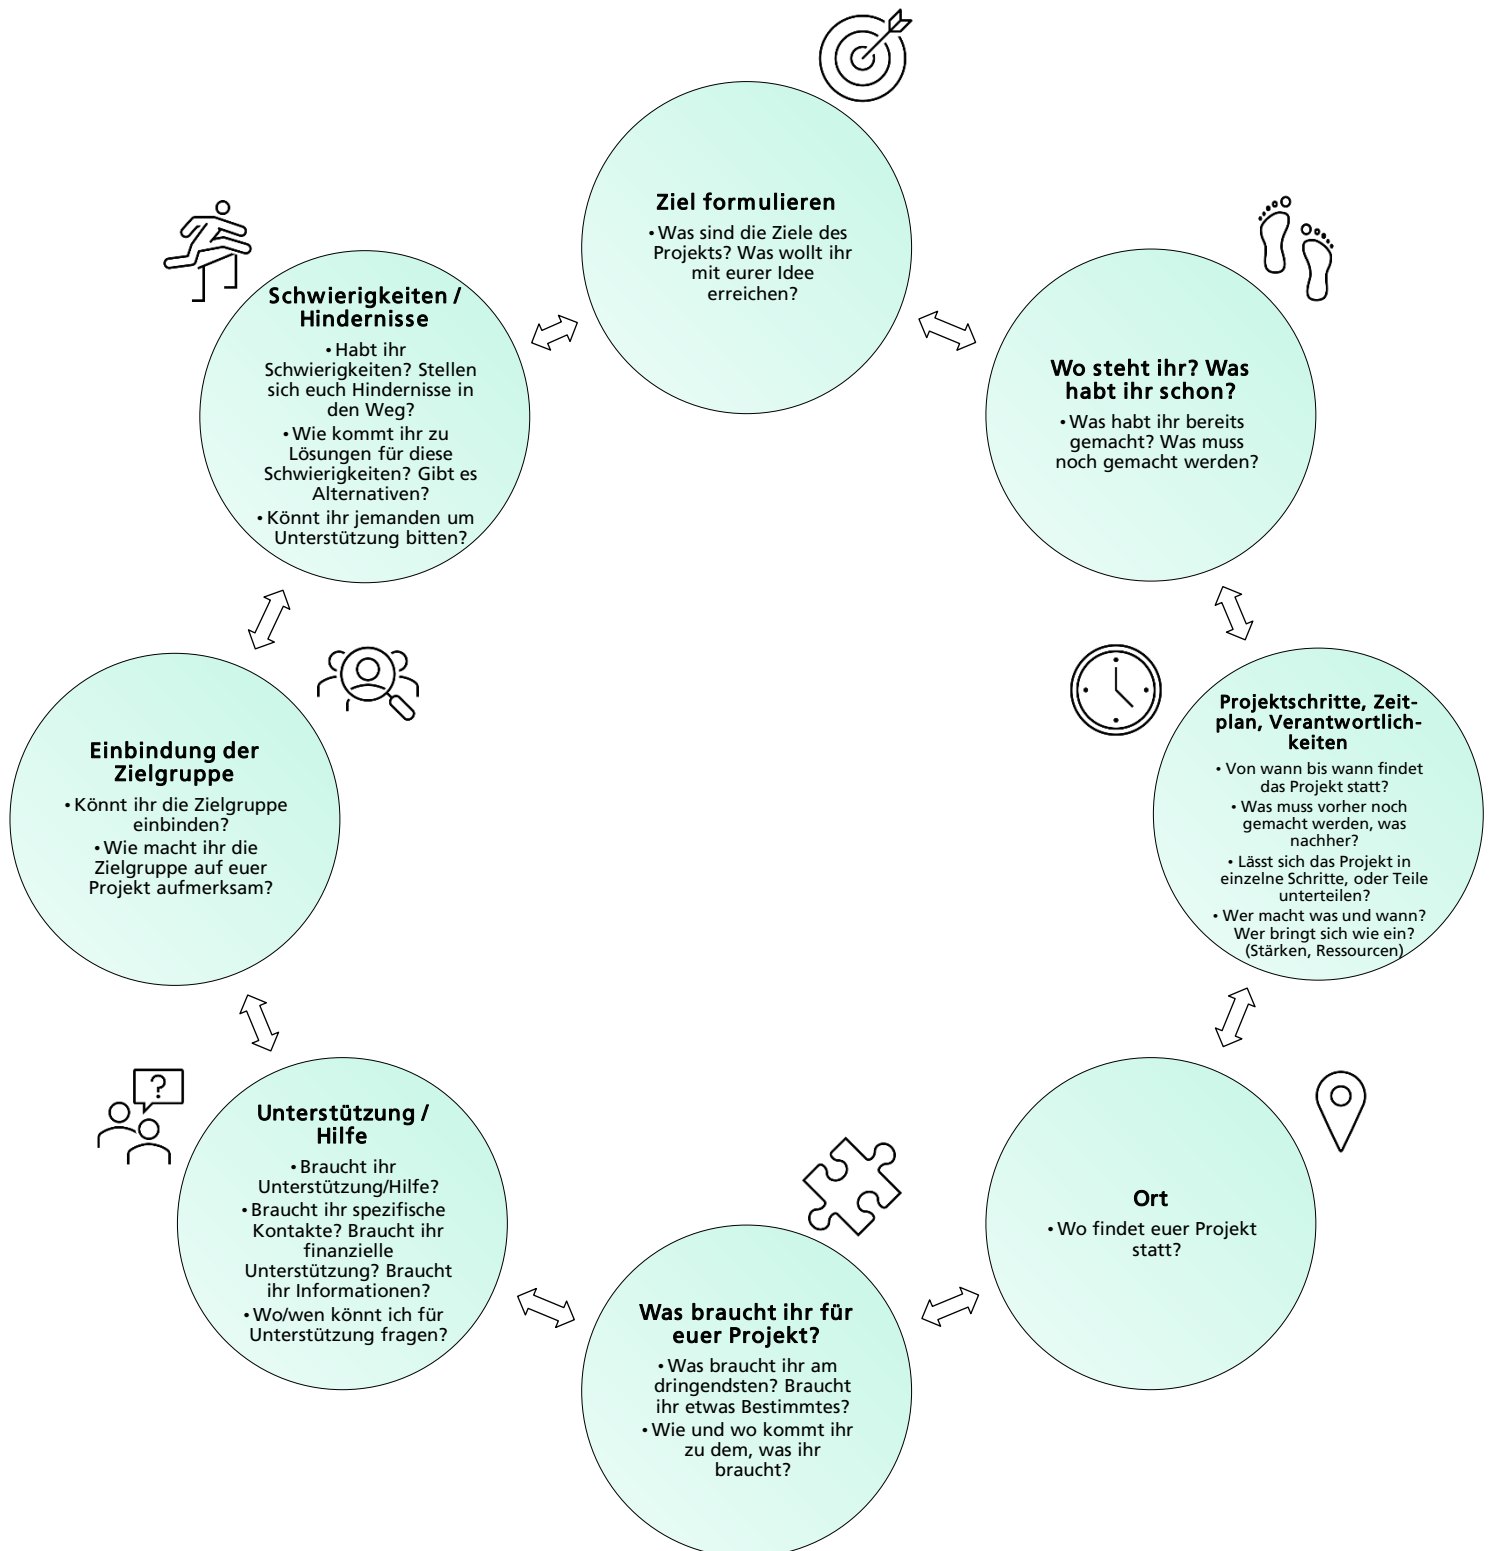 Ziel formulieren
• Was sind die Ziele des
Projekts? Was wollt ihr
mit eurer Idee
erreichen?
Wo steht ihr? Was
habt ihr schon?
• Was habt ihr bereits
gemacht? Was muss
noch gemacht werden?
Projektschritte, Zeit-
plan, Verantwortlich-
keiten
• Von wann bis wann findet
das Projekt statt?
• Was muss vorher noch
gemacht werden, was
nachher?
• Lässt sich das Projekt in
einzelne Schritte, oder Teile
unterteilen?
• Wer macht was und wann?
Wer bringt sich wie ein?
(Stärken, Ressourcen)
Ort
• Wo findet euer Projekt
statt?
Was braucht ihr für
euer Projekt?
• Was braucht ihr am
dringendsten? Braucht
ihr etwas Bestimmtes?
• Wie und wo kommt ihr
zu dem, was ihr
braucht?
Unterstützung /
Hilfe
• Braucht ihr
Unterstützung/Hilfe?
• Braucht ihr spezifische
Kontakte? Braucht ihr
finanzielle
Unterstützung? Braucht
ihr Informationen?
• Wo/wen könnt ich für
Unterstützung fragen?
?
Einbindung der
Zielgruppe
• Könnt ihr die Zielgruppe
einbinden?
• Wie macht ihr die
Zielgruppe auf euer
Projekt aufmerksam?
Schwierigkeiten /
Hindernisse
• Habt ihr
Schwierigkeiten? Stellen
sich euch Hindernisse in
den Weg?
• Wie kommt ihr zu
Lösungen für diese
Schwierigkeiten? Gibt es
Alternativen?
• Könnt ihr jemanden um
Unterstützung bitten?